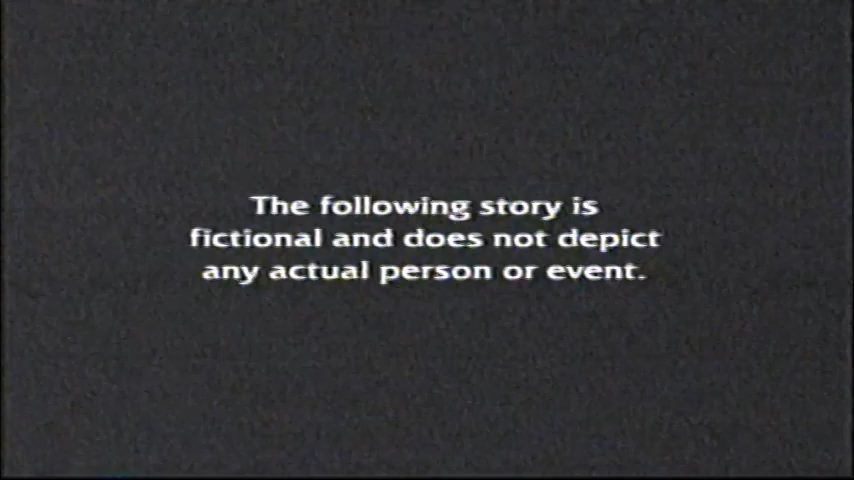 The following story is
fictional and does not depict
any actual person or event.